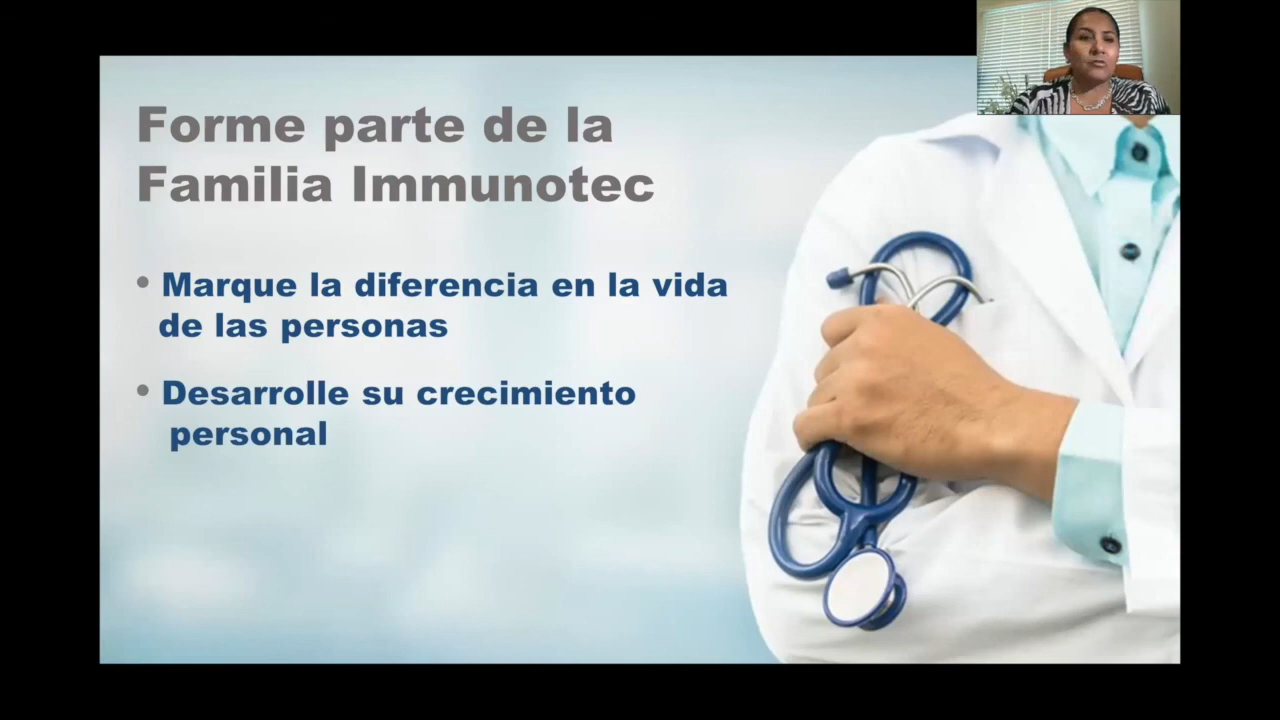 Forme parte de la
Familia Immunotec
• Marque la diferencia en la vida
de las personas
• Desarrolle su crecimiento
personal